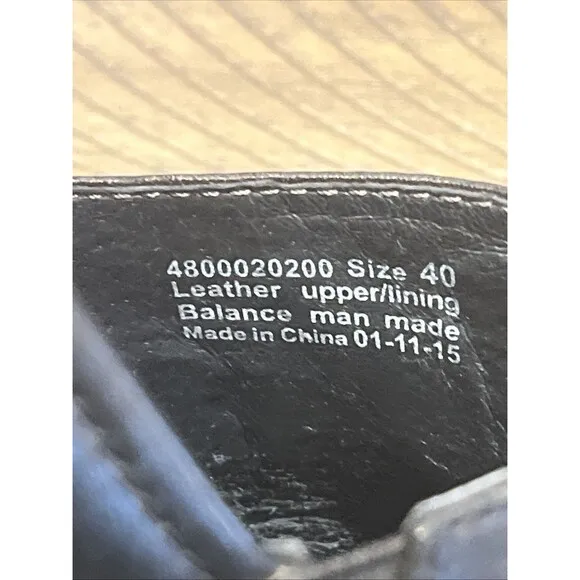 4800020200 Size 40
Leather upper/lining
Balance man made
Made in China 01-11-15